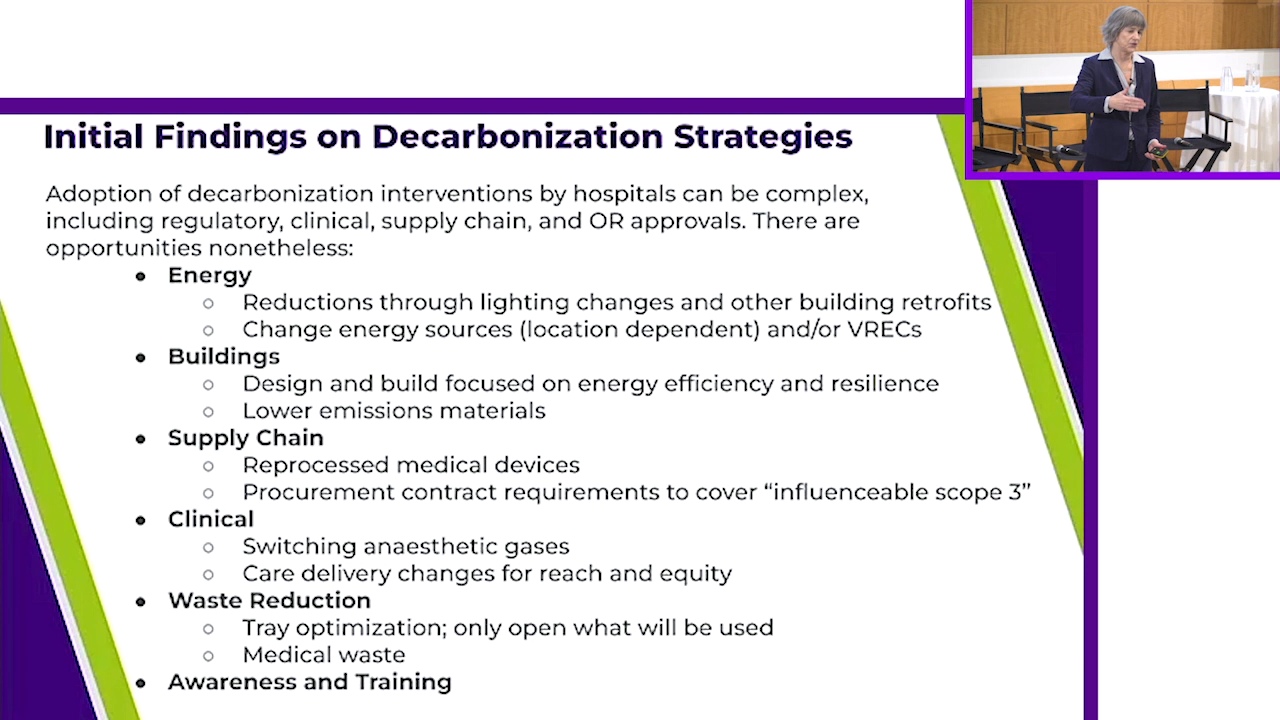 Initial Findings on Decarbonization Strategies
Adoption of decarbonization interventions by hospitals can be complex,
including regulatory, clinical, supply chain, and OR approvals. There are
opportunities nonetheless:
● Energy
○ Reductions through lighting changes and other building retrofits
○ Change energy sources (location dependent) and/or VRECs
● Buildings
○ Design and build focused on energy efficiency and resilience
○ Lower emissions materials
● Supply Chain
○ Reprocessed medical devices
○ Procurement contract requirements to cover “influenceable scope 3”
● Clinical
○ Switching anaesthetic gases
○ Care delivery changes for reach and equity
● Waste Reduction
○ Tray optimization; only open what will be used
○ Medical waste
● Awareness and Training